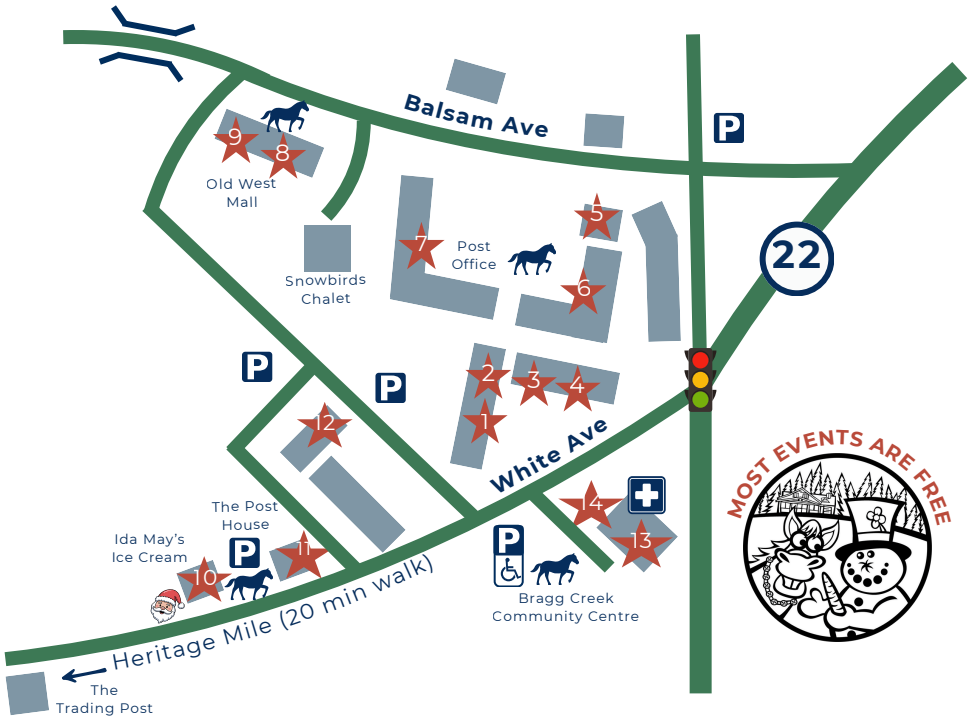 Balsam Ave
P
9
8
Old West
Mall
5
7
Post
Office
22
6
Snowbirds
Chalet
P
P
2
3
4
1
12
White Ave
MOST EVENTS ARE FREE
The Post
House
14
Ida May's
Ice Cream
P
11
P
13
10
Bragg Creek
Community Centre
Heritage Mile (20 min walk)
The
Trading Post